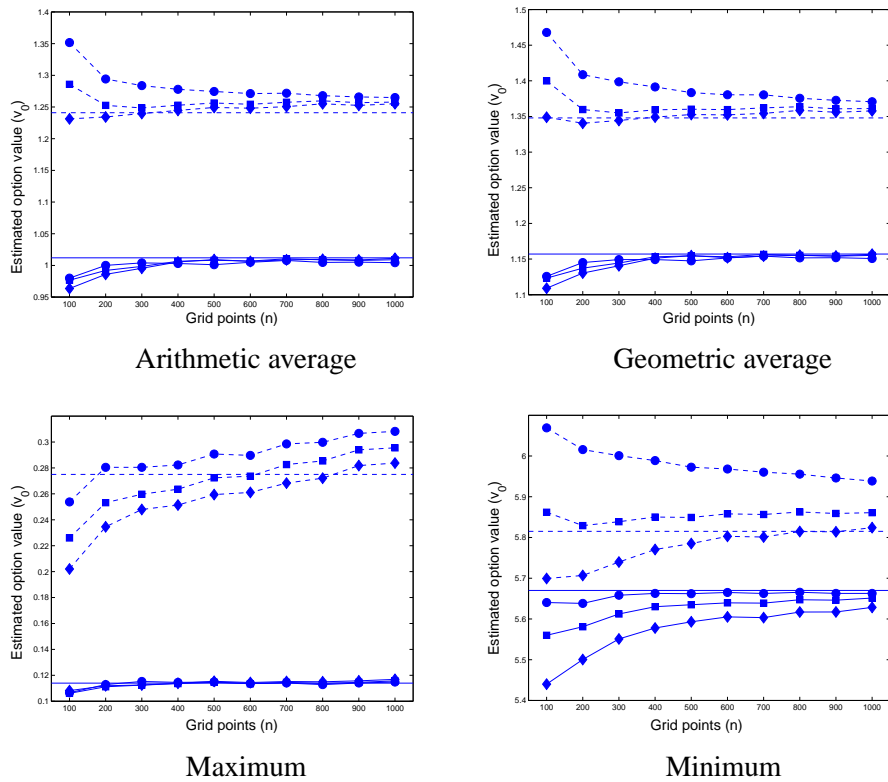 1.4
1.35
1.3
1.25
1.2
1.15
1.1
1.05
1
0.95
Estimated option value (v0)
100 200 300 400 500 600 700 800 900 1000
Grid points (n)
Arithmetic average
1.5
1.45
1.4
1.35
1.3
1.25
1.2
1.15
1.1
Estimated option value (v0)
100 200 300 400 500 600 700 800 900 1000
Grid points (n)
Geometric average
0.3
0.28
0.26
0.24
0.22
0.2
0.18
0.16
0.14
0.12
0.1
Estimated option value (v0)
100 200 300 400 500 600 700 800 900 1000
Grid points (n)
Maximum
6
5.9
5.8
5.7
5.6
5.5
5.4
Estimated option value (v0)
100 200 300 400 500 600 700 800 900 1000
Grid points (n)
Minimum